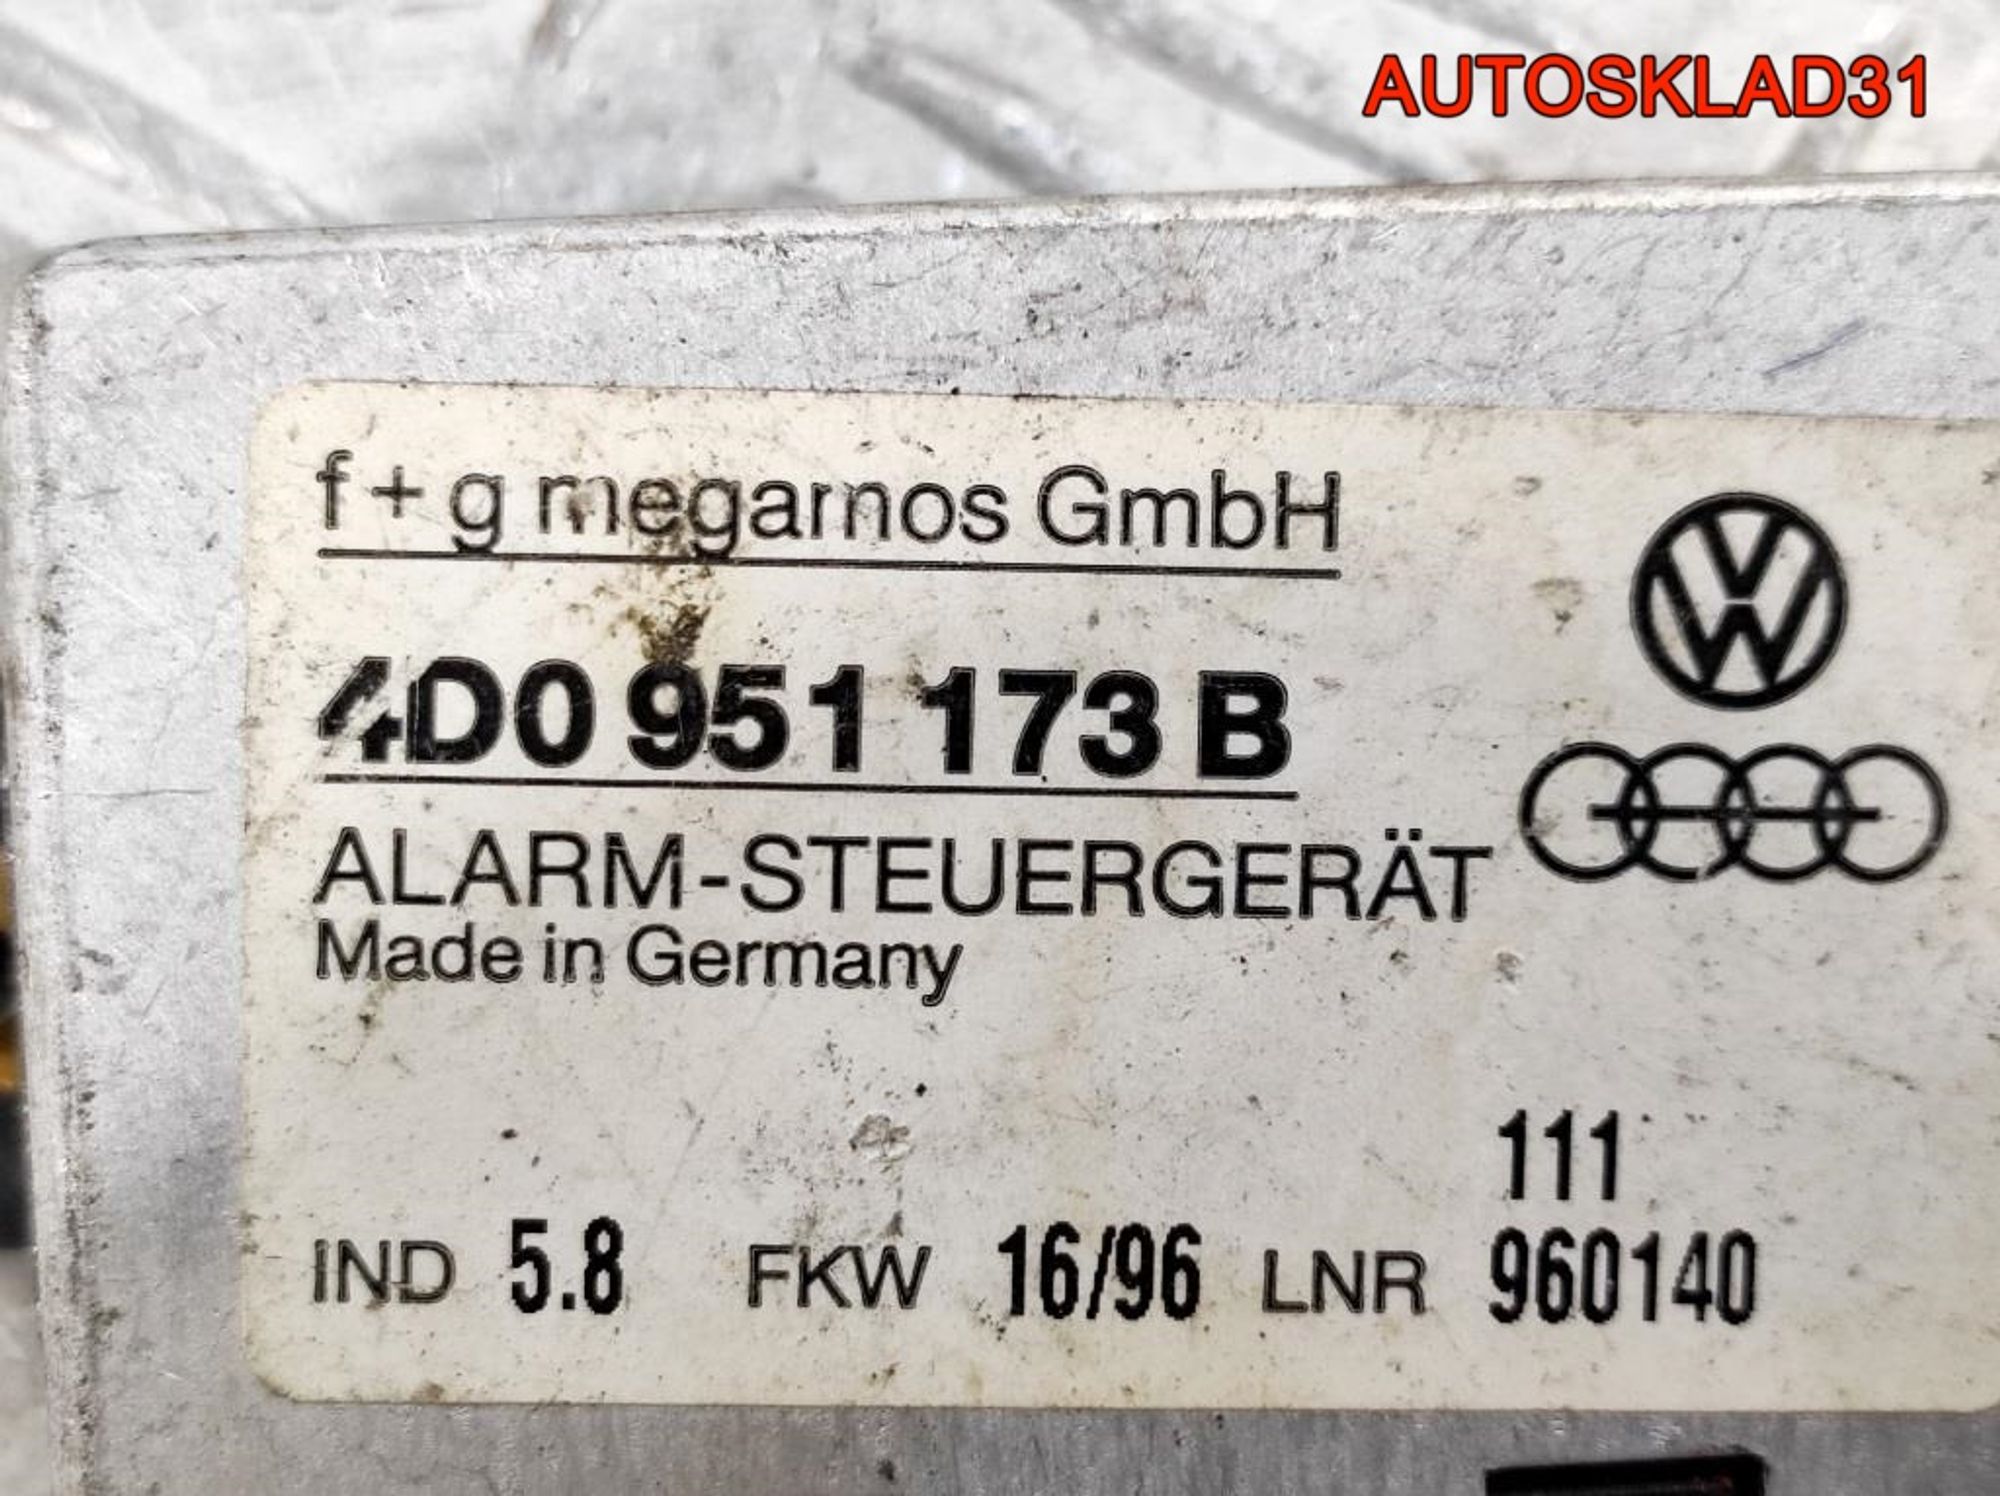 AUTOSKLAD31
f + g megamos GmbH
4D0 951 173 B
ALARM-STEUERGERÄT
Made in Germany
111
IND 5.8 FKW 16/96 LNR 960140